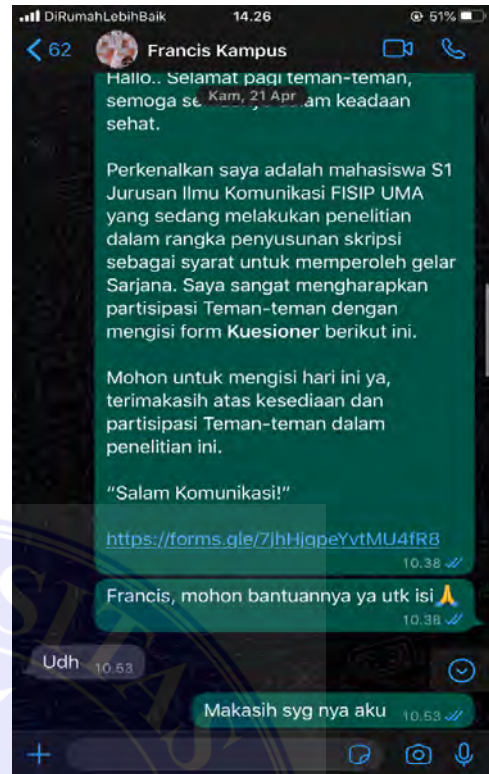 DiRumahLebihBaik 14.26 51%
62 Francis Kampus
Hallo.. Selamat pagi teman-teman,
Kam, 21 Apr
semoga dalam keadaan
sehat.
Perkenalkan saya adalah mahasiswa S1
Jurusan Ilmu Komunikasi FISIP UMA
yang sedang melakukan penelitian
dalam rangka penyusunan skripsi
sebagai syarat untuk memperoleh gelar
Sarjana. Saya sangat mengharapkan
partisipasi Teman-teman dengan
mengisi form Kuesioner berikut ini.
Mohon untuk mengisi hari ini ya,
terimakasih atas kesediaan dan
partisipasi Teman-teman dalam
penelitian ini.
“Salam Komunikasi!”
https://forms.gle/7jhHjqpeYvtMU4fR8
10.38
Francis, mohon bantuannya ya utk isi🙏
10.38
Udh 10.53
Makasih syg nya aku 10.53